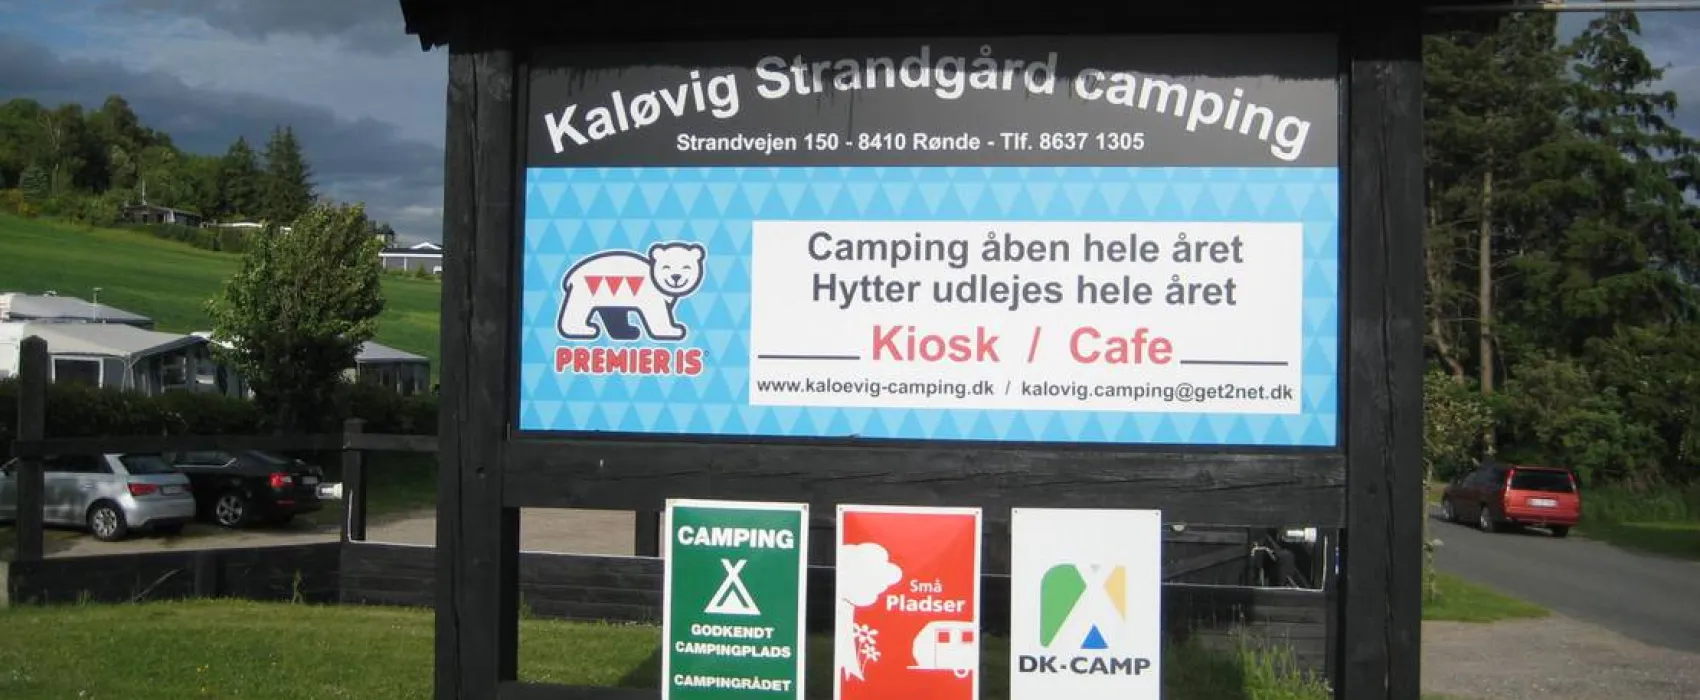 Kaløvig Strandgård camping
Strandvejen 150 - 8410 Rønde - Tlf. 8637 1305
Camping åben hele året
Hytter udlejes hele året
Kiosk / Cafe
www.kaloevig-camping.dk / kalovig.camping@get2net.dk
PREMIER IS
CAMPING
GODKENDT
CAMPINGPLADS
CAMPINGRÅDET
Små
Pladser
DK-CAMP